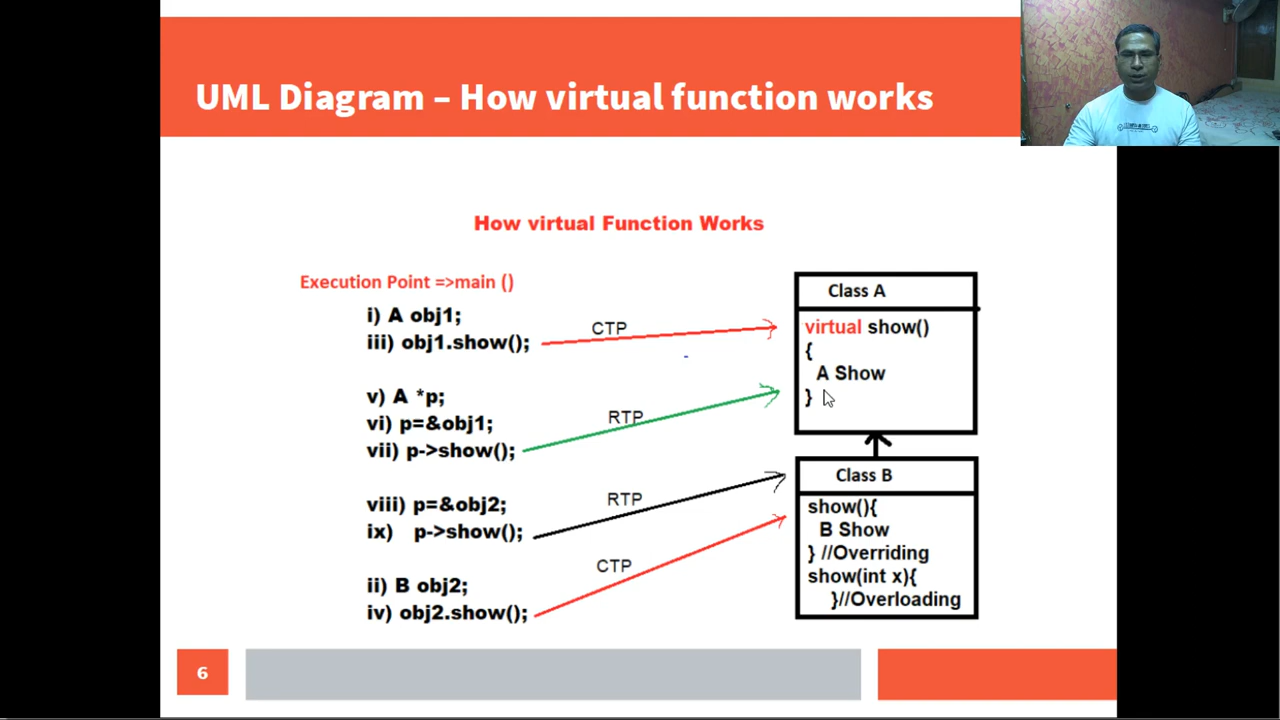 UML Diagram – How virtual function works
How virtual Function Works
Execution Point =>main ()
i) A obj1;
iii) obj1.show();
CTP
v) A *p;
vi) p=&obj1;
vii) p->show();
RTP
viii) p=&obj2;
ix) p->show();
RTP
ii) B obj2;
iv) obj2.show();
CTP
Class A
virtual show()
{
A Show
}
Class B
show(){
B Show
} //Overriding
show(int x){
}//Overloading
6